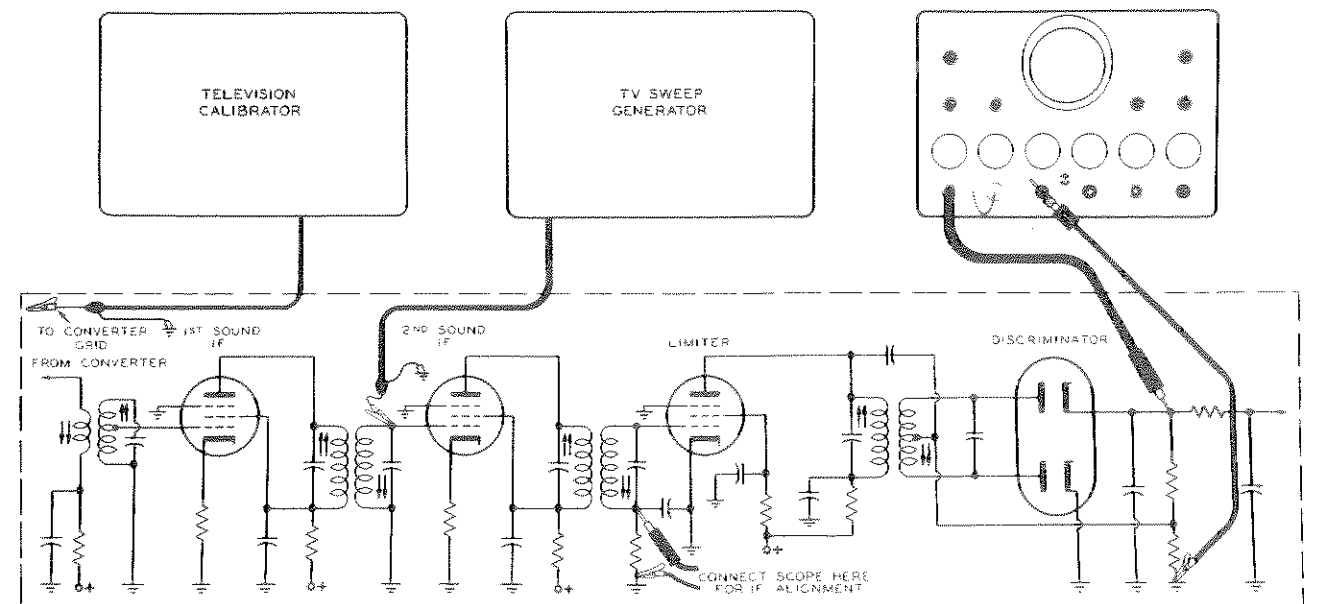 TELEVISION
CALIBRATOR
TV SWEEP
GENERATOR
TO CONVERTER
GRID
1ST SOUND
IF
2ND SOUND
IF
LIMITER
DISCRIMINATOR
FROM CONVERTER
+
+
+
+
CONNECT SCOPE HERE
FOR IF ALIGNMENT